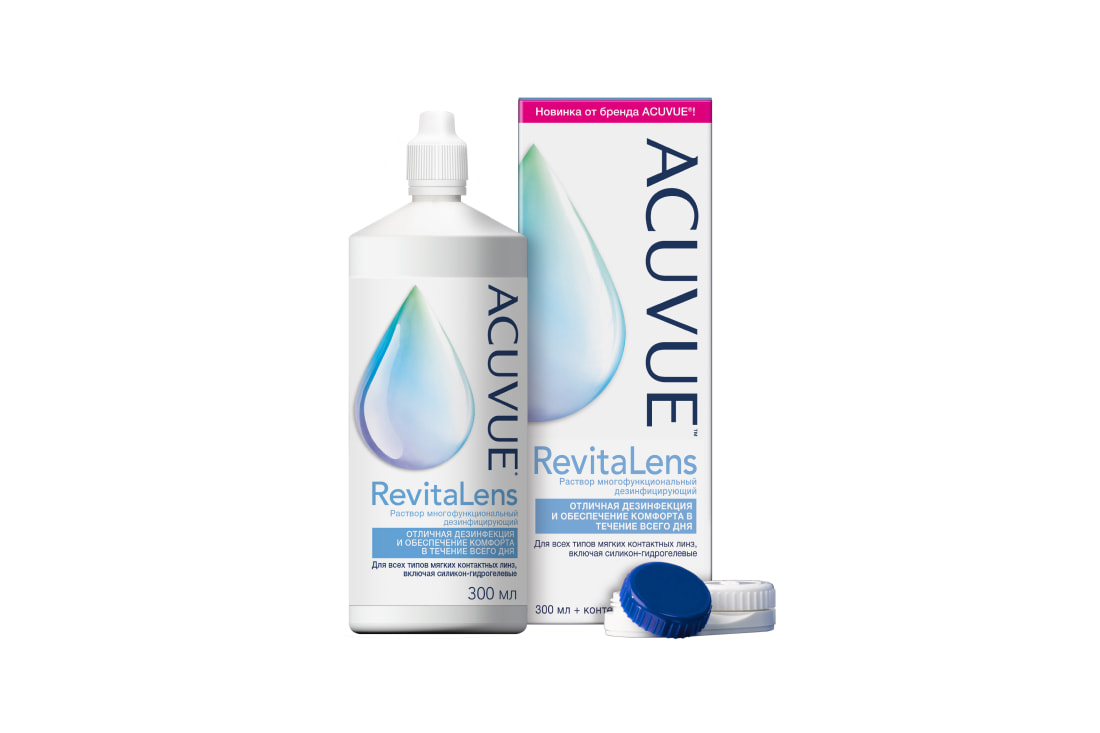 ACUVUE
RevitaLens
Раствор многофункциональный
дезинфицирующий
ОТЛИЧНАЯ ДЕЗИНФЕКЦИЯ
И ОБЕСПЕЧЕНИЕ КОМФОРТА
В ТЕЧЕНИЕ ВСЕГО ДНЯ
Для всех типов мягких контактных линз,
включая силикон-гидрогелевые
300 мл
Новинка от бренда ACUVUE®!
ACUVUE™
RevitaLens
Раствор многофункциональный
дезинфицирующий
ОТЛИЧНАЯ ДЕЗИНФЕКЦИЯ
И ОБЕСПЕЧЕНИЕ КОМФОРТА В
ТЕЧЕНИЕ ВСЕГО ДНЯ
Для всех типов мягких контактных линз,
включая силикон-гидрогелевые
300 мл +